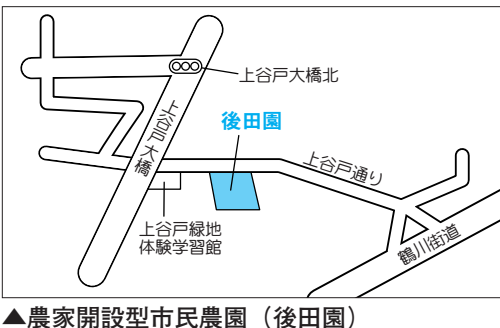 上谷戸大橋北
後田園
上谷戸大橋
上谷戸通り
上谷戸緑地
体験学習館
鶴川街道
▲農家開設型市民農園（後田園）